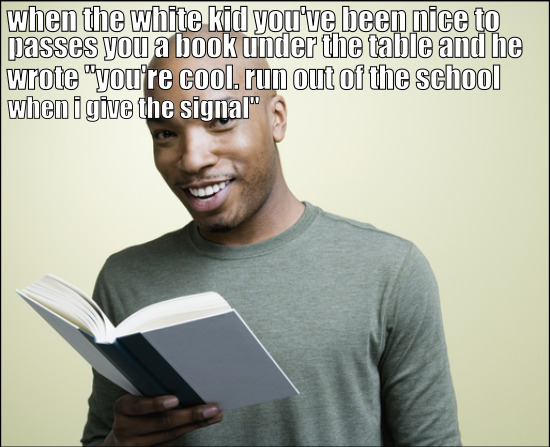 when the white kid you've been nice to
passes you a book under the table and he
wrote "you're cool. run out of the school
when i give the signal"